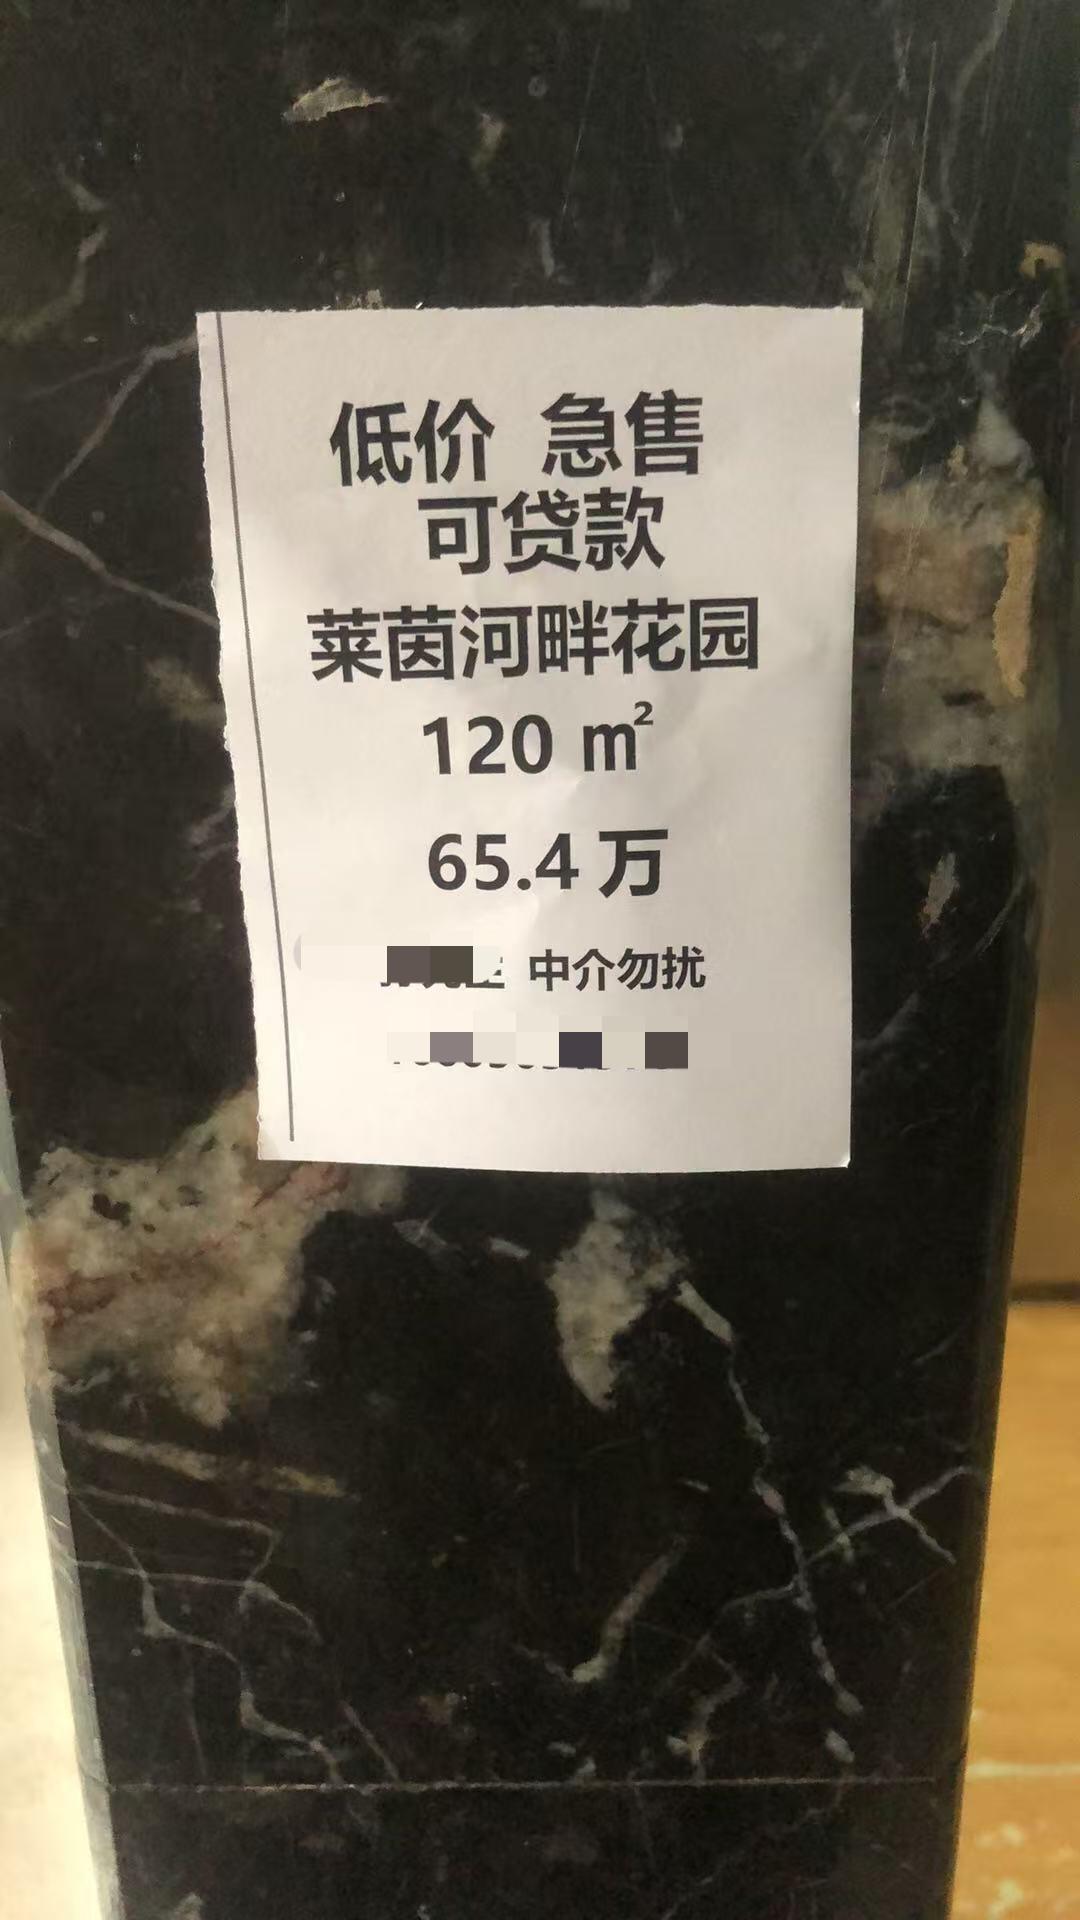 低价 急售
可贷款
莱茵河畔花园
120 m²
65.4 万
中介勿扰